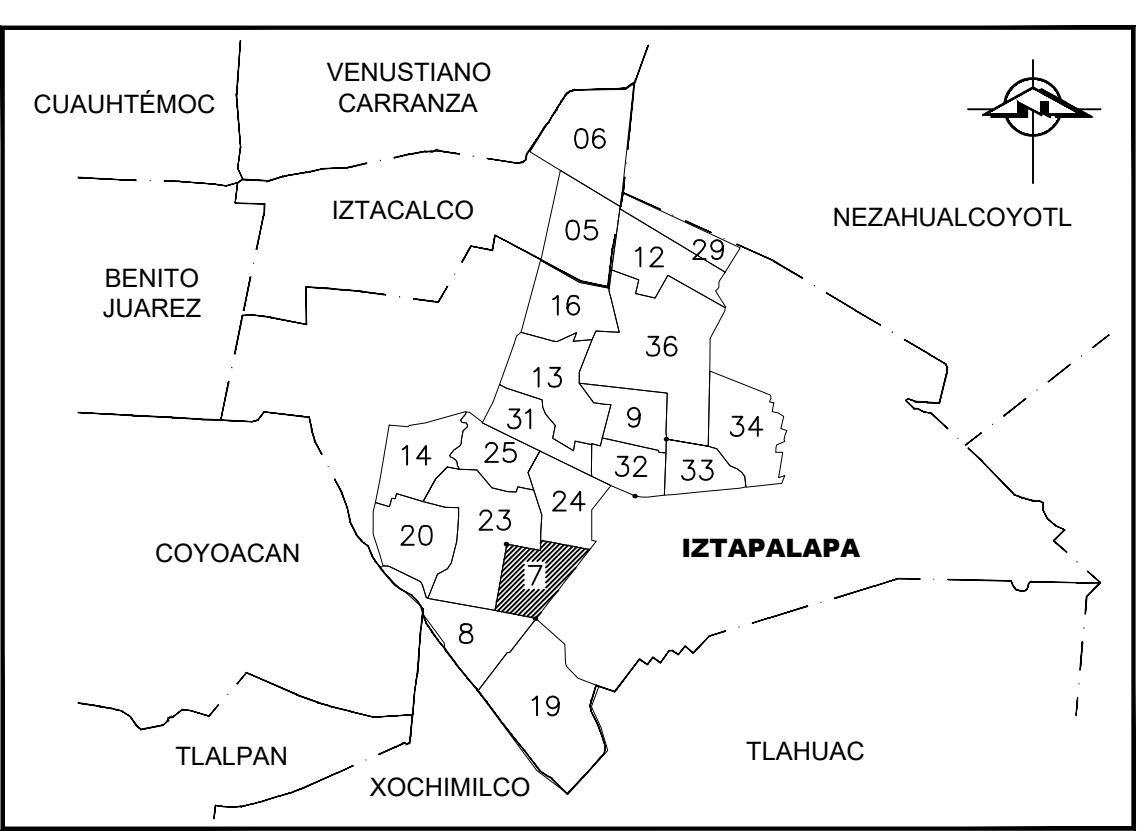 VENUSTIANO
CARRANZA
CUAUHTÉMOC
06
IZTACALCO
NEZAHUALCOYOTL
05
12
29
BENITO
JUAREZ
16
36
13
31
9
34
14
25
32
33
24
23
20
COYOACAN
IZTAPALAPA
7
8
19
TLALPAN
TLAHUAC
XOCHIMILCO